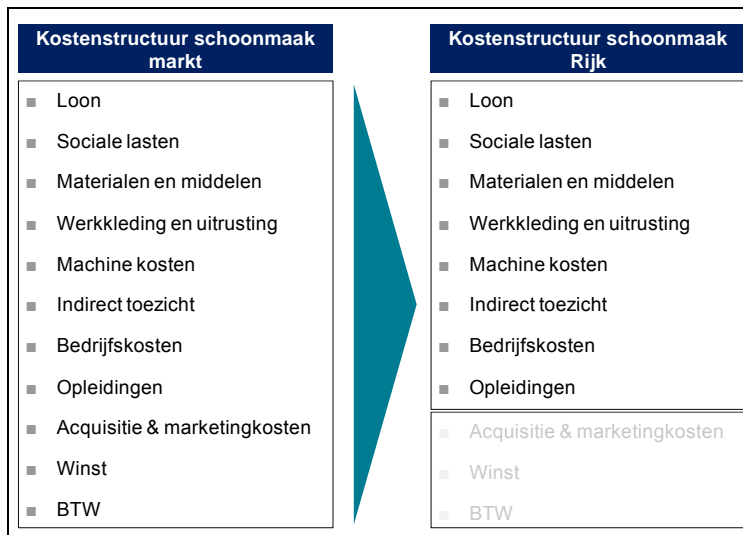 Kostenstructuur schoonmaak
markt
Loon
Sociale lasten
Materialen en middelen
Werkkleding en uitrusting
Machine kosten
Indirect toezicht
Bedrijfskosten
Opleidingen
Acquisitie & marketingkosten
Winst
BTW
Kostenstructuur schoonmaak
Rijk
Loon
Sociale lasten
Materialen en middelen
Werkkleding en uitrusting
Machine kosten
Indirect toezicht
Bedrijfskosten
Opleidingen
Acquisitie & marketingkosten
Winst
BTW